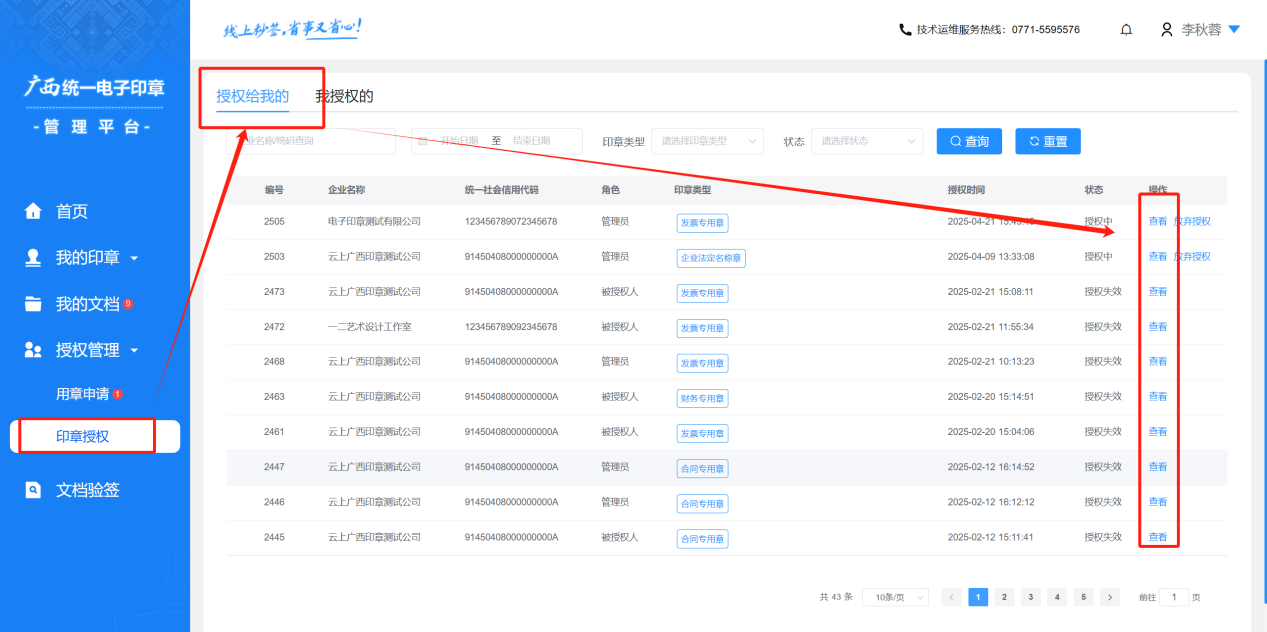 线上秒签,省事又省心!
技术运维服务热线: 0771-5595576
李秋蓉
广西统一电子印章
-管理平台-
首页
我的印章
我的文档 9
授权管理
用章申请 1
印章授权
文档验签
授权给我的 我授权的
业名称/统码查询 开始日期 至 结束日期 印章类型 请选择印章类型 状态 请选择状态 查询 重置
编号 企业名称 统一社会信用代码 角色 印章类型 授权时间 状态 操作
2505 电子印章测试有限公司 123456789072345678 管理员 发票专用章 2025-04-21 授权中 查看 放弃授权
2503 云上广西印章测试公司 91450408000000000A 管理员 企业法定名称章 2025-04-09 13:33:08 授权中 查看 放弃授权
2473 云上广西印章测试公司 91450408000000000A 被授权人 发票专用章 2025-02-21 15:08:11 授权失效 查看
2472 一二艺术设计工作室 123456789092345678 被授权人 发票专用章 2025-02-21 11:55:34 授权失效 查看
2468 云上广西印章测试公司 91450408000000000A 管理员 发票专用章 2025-02-21 10:13:23 授权失效 查看
2463 云上广西印章测试公司 91450408000000000A 被授权人 财务专用章 2025-02-20 15:14:51 授权失效 查看
2461 云上广西印章测试公司 91450408000000000A 被授权人 发票专用章 2025-02-20 15:04:06 授权失效 查看
2447 云上广西印章测试公司 91450408000000000A 管理员 合同专用章 2025-02-12 16:14:52 授权失效 查看
2446 云上广西印章测试公司 91450408000000000A 管理员 合同专用章 2025-02-12 16:12:12 授权失效 查看
2445 云上广西印章测试公司 91450408000000000A 被授权人 合同专用章 2025-02-12 15:11:41 授权失效 查看
共 43 条 10条/页 < 1 2 3 4 5 > 前往 1 页